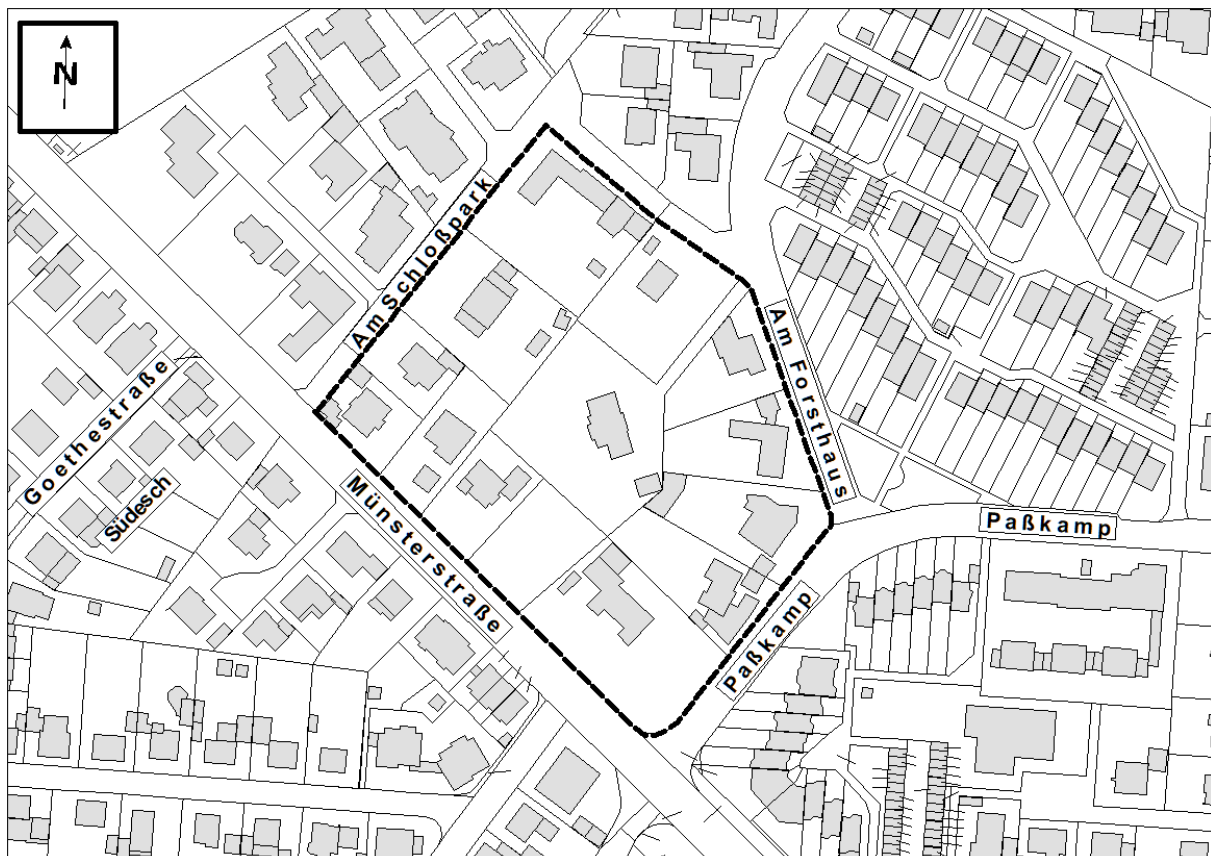 N
Am Schloßpark
Am Forsthaus
Goethestraße
Südesch
Münsterstraße
Paßkamp
Paßkamp